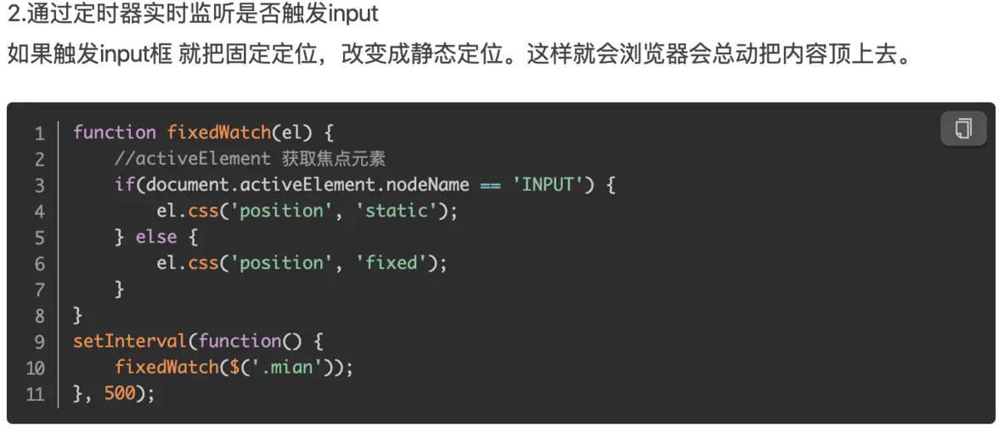 2.通过定时器实时监听是否触发input
如果触发input框 就把固定定位，改变成静态定位。这样就会浏览器会总动把内容顶上去。
1 function fixedWatch(el) {
2 //activeElement 获取焦点元素
3 if(document.activeElement.nodeName == 'INPUT') {
4 el.css('position', 'static');
5 } else {
6 el.css('position', 'fixed');
7 }
8 }
9 setInterval(function() {
10 fixedWatch($('.mian'));
11 }, 500);